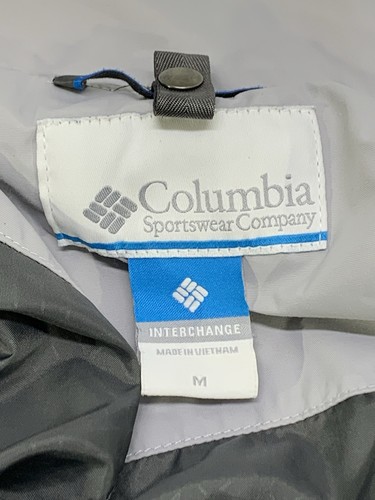 Columbia
Sportswear Company
INTERCHANGE
MADE IN VIETNAM
M